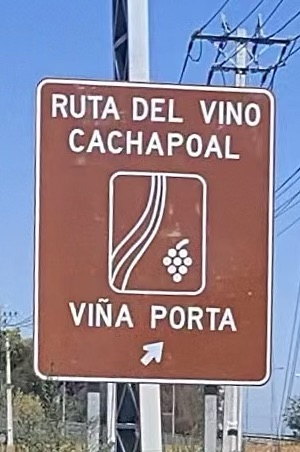 RUTA DEL VINO
CACHAPOAL
VIÑA PORTA